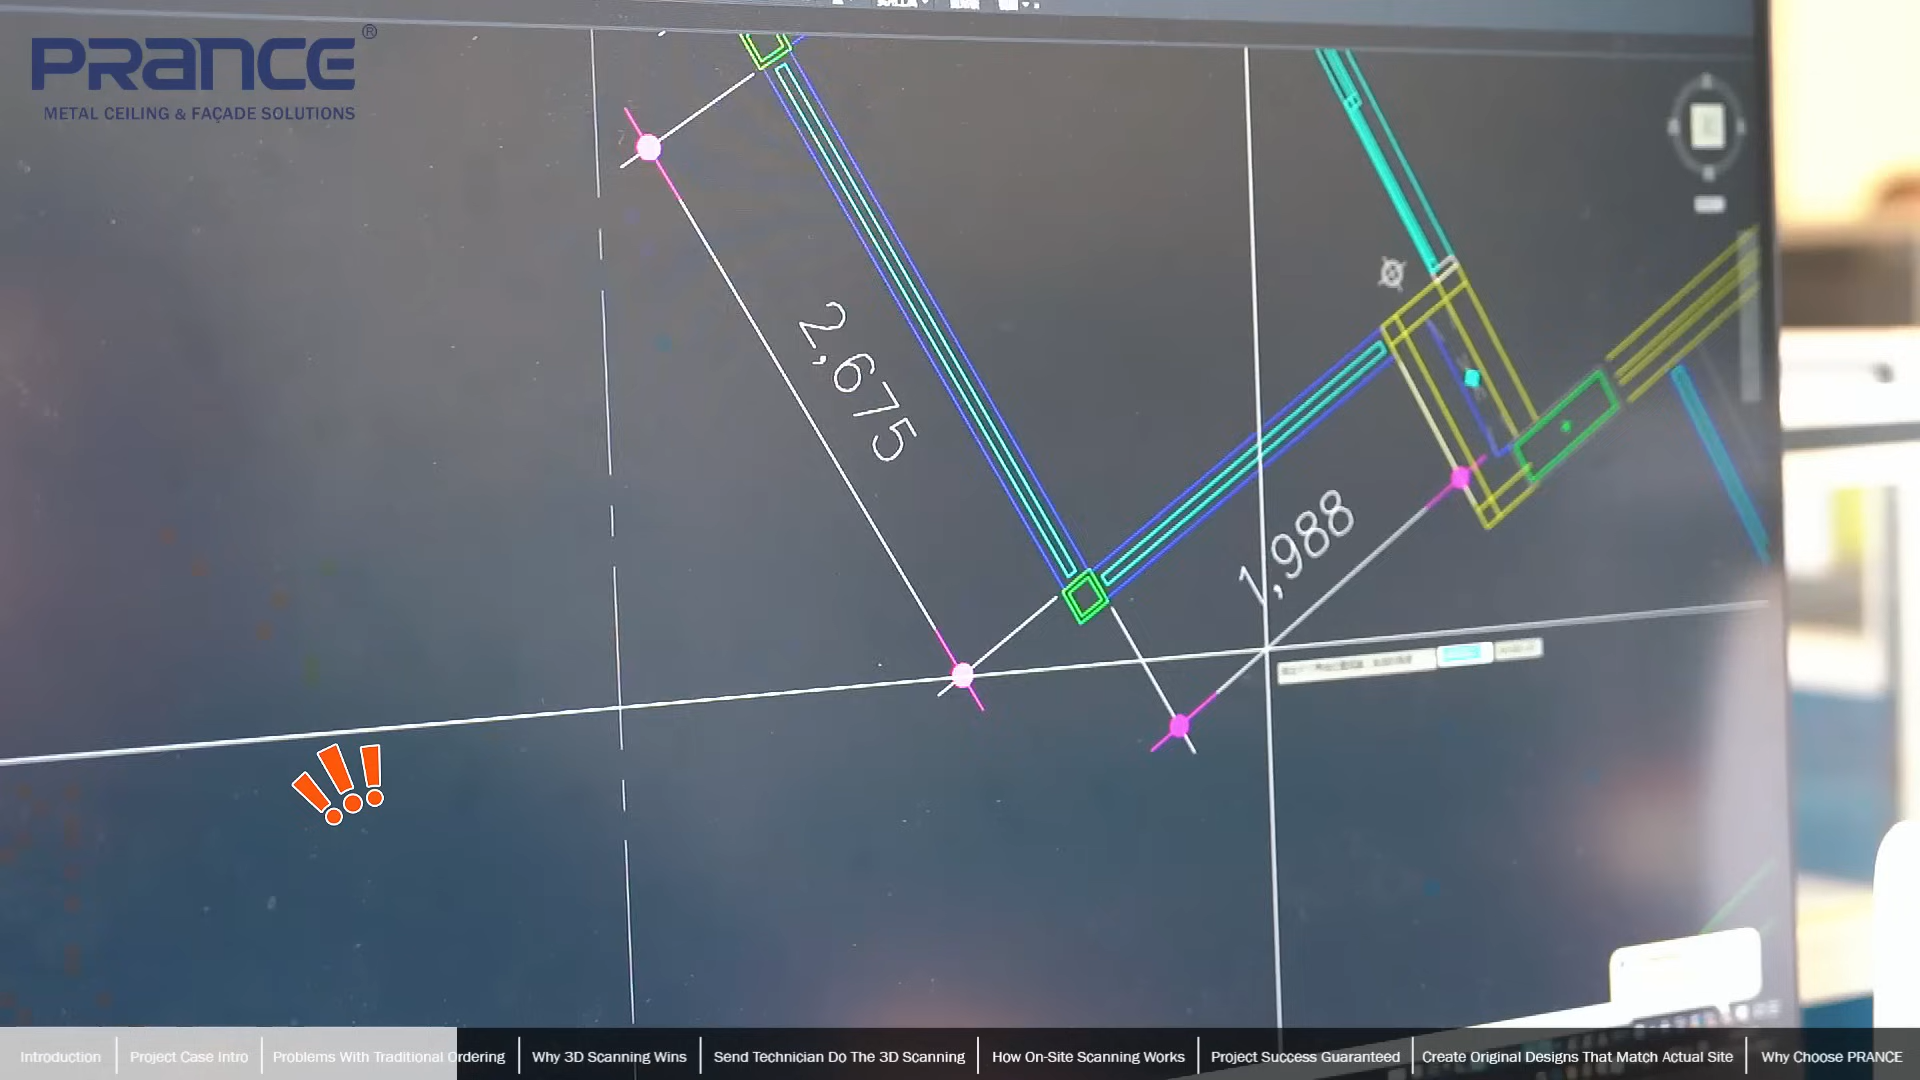 PRANCE®
METAL CEILING & FAÇADE SOLUTIONS
2,675
1,988
Introduction
Project Case Intro
Problems With Traditional Ordering
Why 3D Scanning Wins
Send Technician Do The 3D Scanning
How On-Site Scanning Works
Project Success Guaranteed
Create Original Designs That Match Actual Site
Why Choose PRANCE